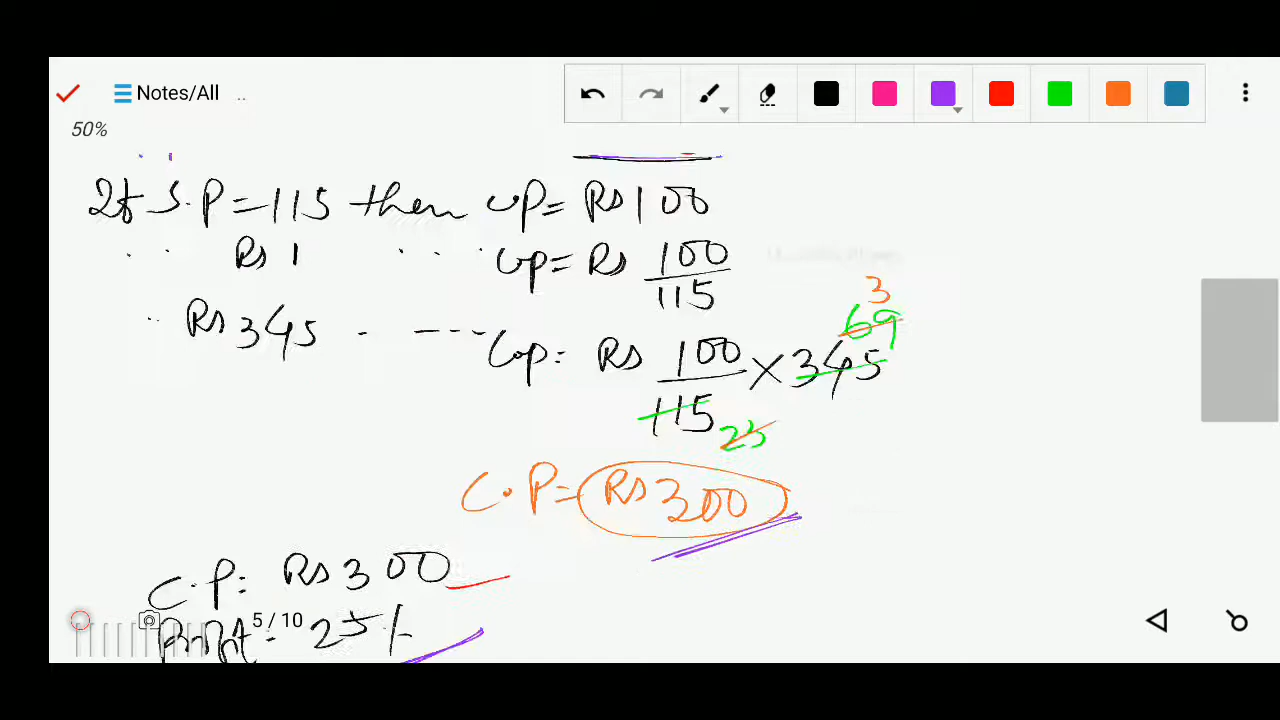 Notes/All ..
50%
If S.P=115 then CP= Rs 100
.. Rs 1 .. .. CP= Rs 100/115
.. Rs 345 . - --- Cop: Rs 100/115 × 345
3
69
23
C.P= Rs 300
C.P: Rs 300
5 / 10
Profit: 25%